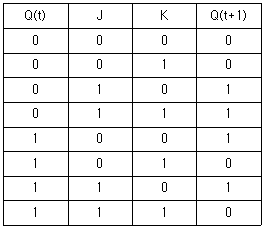 Q(t) J K Q(t+1)
0 0 0 0
0 0 1 0
0 1 0 1
0 1 1 1
1 0 0 1
1 0 1 0
1 1 0 1
1 1 1 0